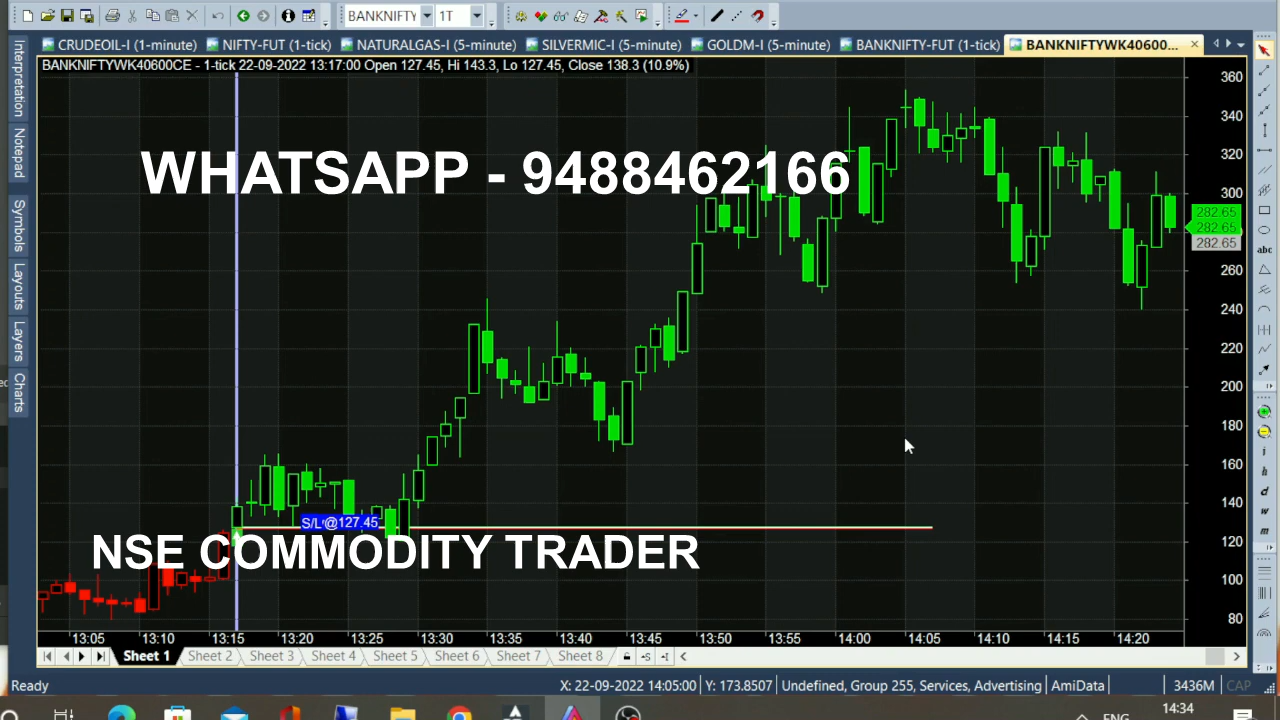 BANKNIFTY
1T
CRUDEOIL-I (1-minute)
NIFTY-FUT (1-tick)
NATURALGAS-I (5-minute)
SILVERMIC-I (5-minute)
GOLDM-I (5-minute)
BANKNIFTY-FUT (1-tick)
BANKNIFTYWK40600...
BANKNIFTYWK40600CE - 1-tick 22-09-2022 13:17:00 Open 127.45, Hi 143.3, Lo 127.45, Close 138.3 (10.9%)
Interpretation
Notepad
Symbols
Layouts
Layers
Charts
WHATSAPP - 9488462166
360
340
320
300
282.65
282.65
282.65
260
240
220
200
180
160
140
120
100
80
abc
i
h
d
w
m
S/L @127.45
NSE COMMODITY TRADER
13:05 13:10 13:15 13:20 13:25 13:30 13:35 13:40 13:45 13:50 13:55 14:00 14:05 14:10 14:15 14:20
Sheet 1 Sheet 2 Sheet 3 Sheet 4 Sheet 5 Sheet 6 Sheet 7 Sheet 8
Ready
X: 22-09-2022 14:05:00 Y: 173.8507 Undefined, Group 255, Services, Advertising AmiData 3436M CAP
14:34
ENG